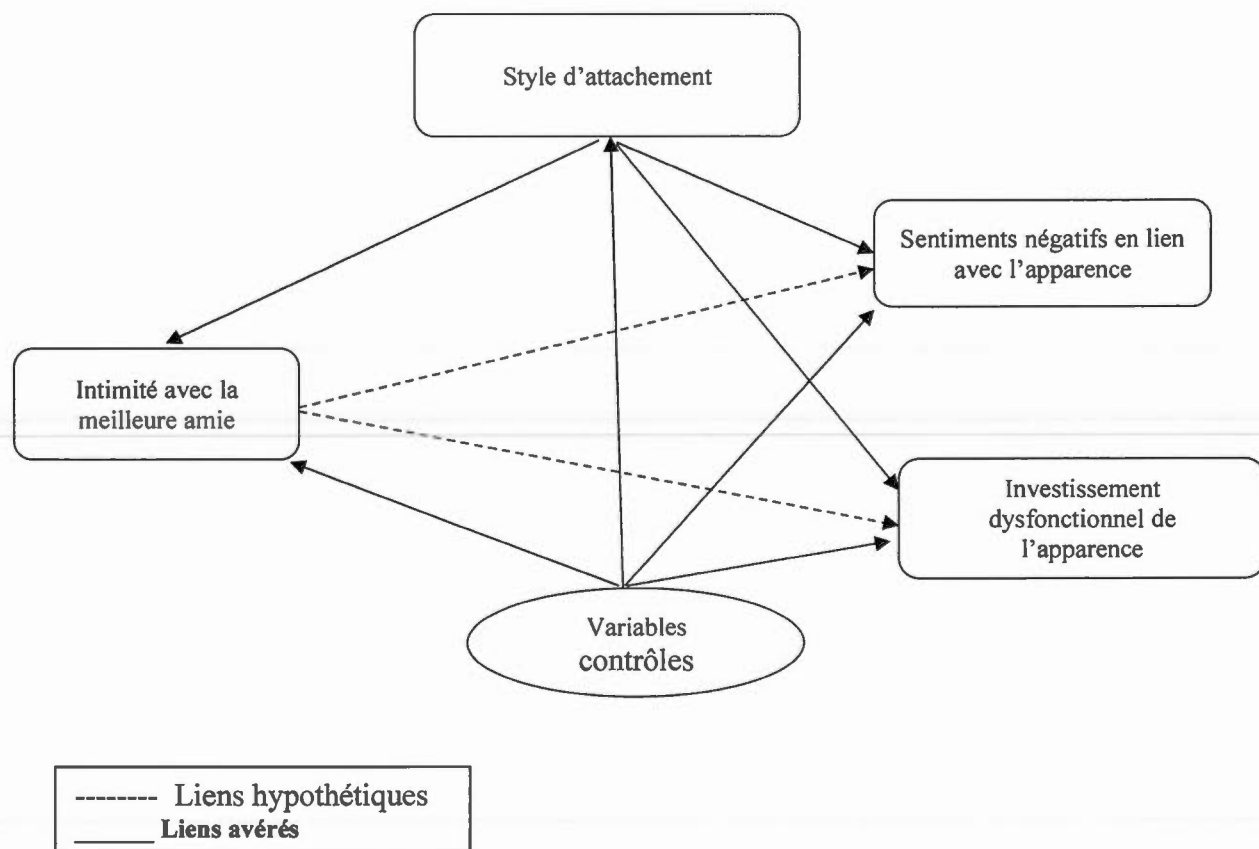 Style d’attachement
Sentiments négatifs en lien
avec l’apparence
Intimité avec la
meilleure amie
Investissement
dysfonctionnel de
l’apparence
Variables
contrôles
-------- Liens hypothétiques
______ Liens avérés